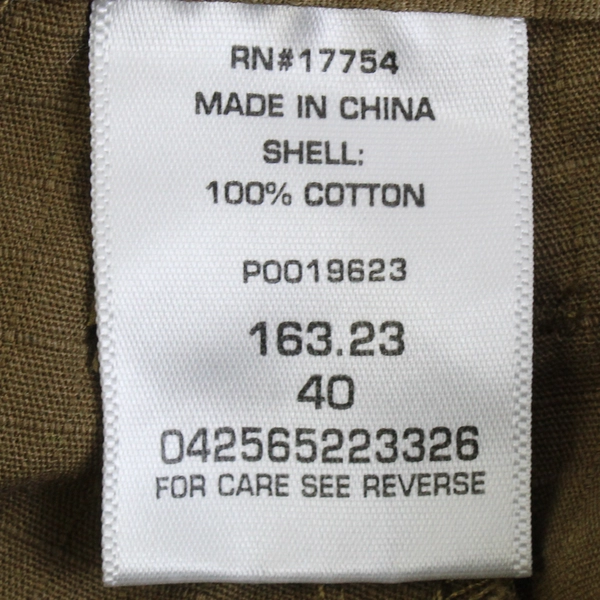 RN#17754
MADE IN CHINA
SHELL:
100% COTTON
P0019623
163.23
40
042565223326
FOR CARE SEE REVERSE